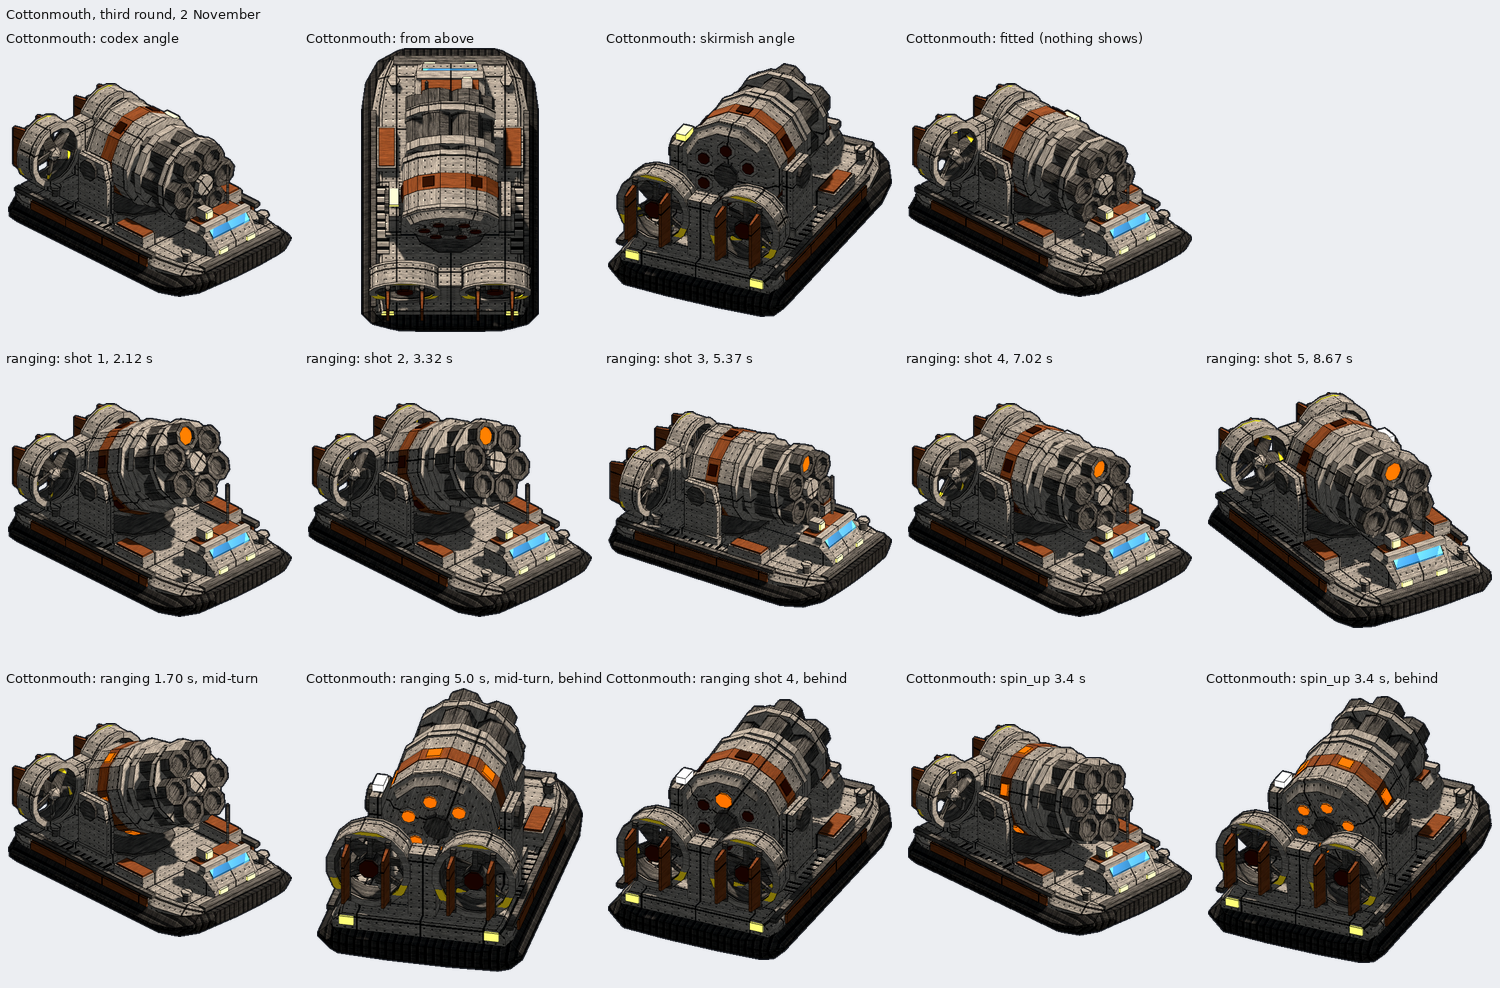 Cottonmouth, third round, 2 November
Cottonmouth: codex angle
Cottonmouth: from above
Cottonmouth: skirmish angle
Cottonmouth: fitted (nothing shows)
ranging: shot 1, 2.12 s
ranging: shot 2, 3.32 s
ranging: shot 3, 5.37 s
ranging: shot 4, 7.02 s
ranging: shot 5, 8.67 s
Cottonmouth: ranging 1.70 s, mid-turn
Cottonmouth: ranging 5.0 s, mid-turn, behind
Cottonmouth: ranging shot 4, behind
Cottonmouth: spin_up 3.4 s
Cottonmouth: spin_up 3.4 s, behind